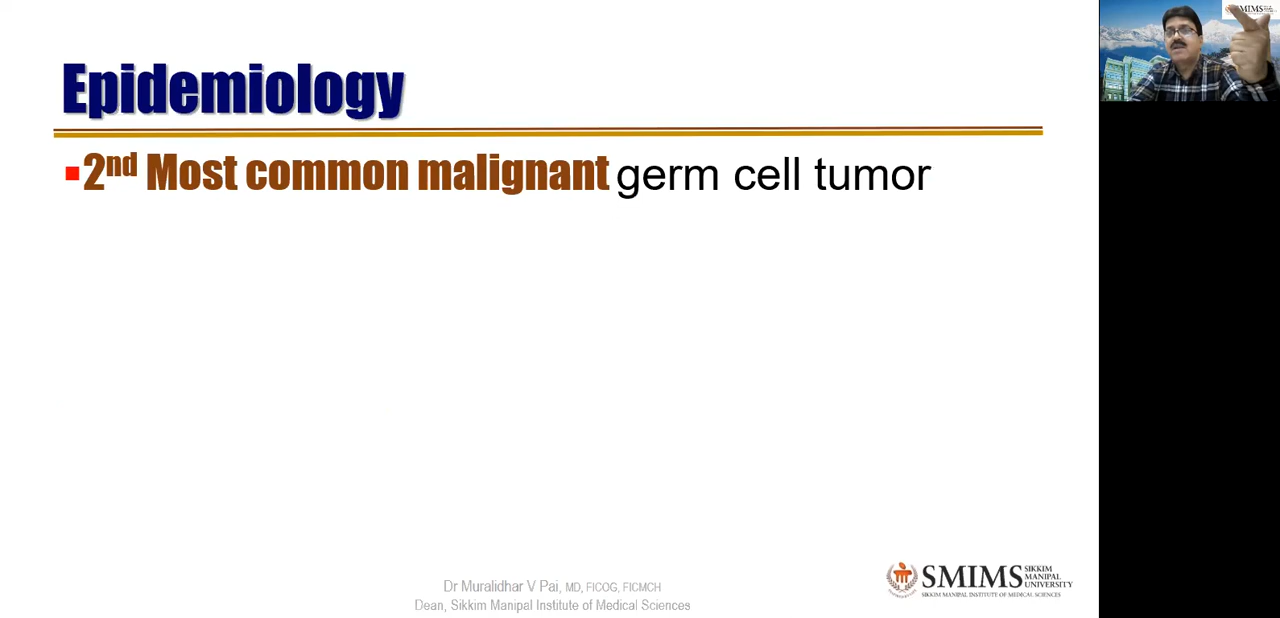 Epidemiology
2nd Most common malignant germ cell tumor
Dr Muralidhar V Pai, MD, FICOG, FICMCH
Dean, Sikkim Manipal Institute of Medical Sciences
SMIMS SIKKIM
MANIPAL
UNIVERSITY
SIKKIM MANIPAL INSTITUTE OF MEDICAL SCIENCES